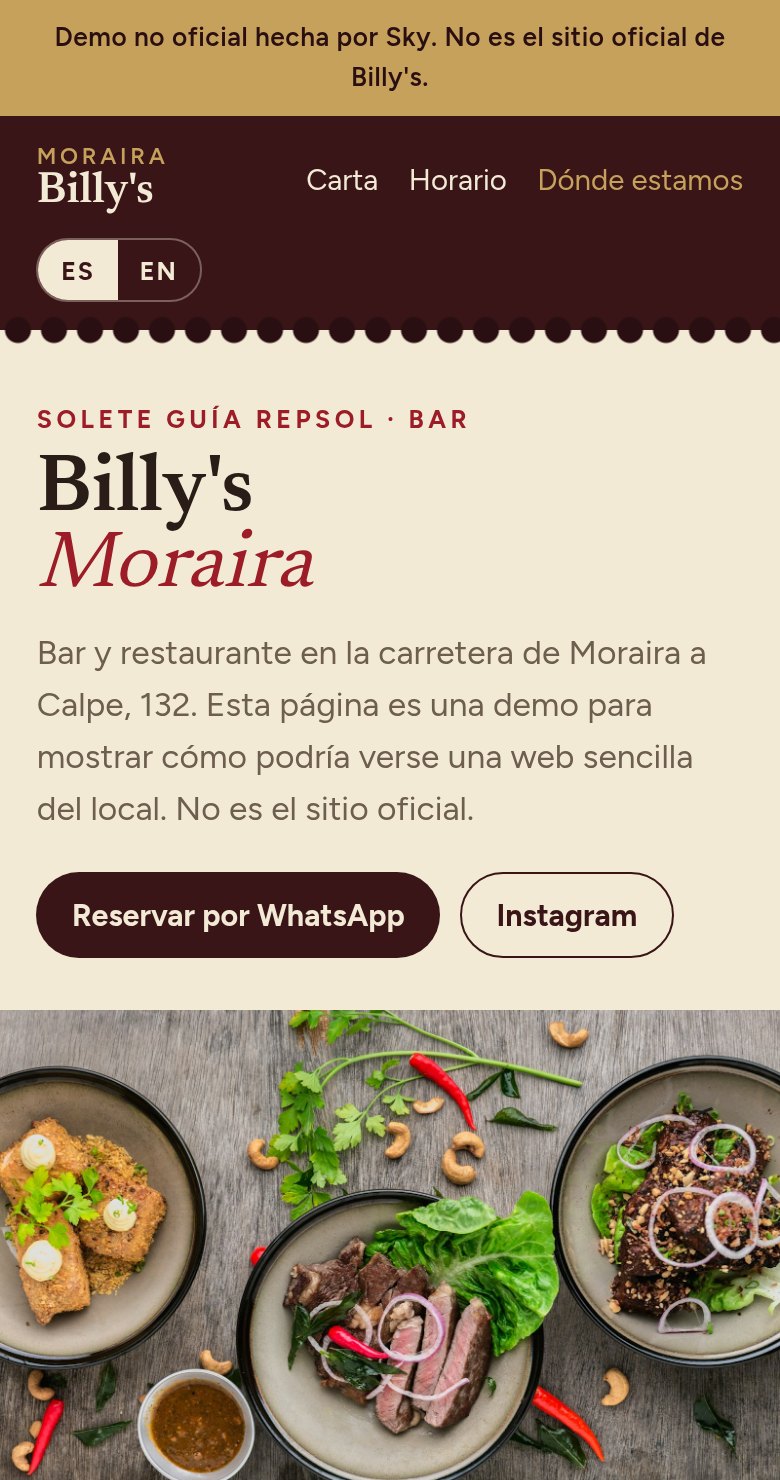 Demo no oficial hecha por Sky. No es el sitio oficial de
Billy's.
MORAIRA
Billy's
Carta Horario Dónde estamos
ES EN
SOLETE GUÍA REPSOL · BAR
Billy's
Moraira
Bar y restaurante en la carretera de Moraira a
Calpe, 132. Esta página es una demo para
mostrar cómo podría verse una web sencilla
del local. No es el sitio oficial.
Reservar por WhatsApp Instagram